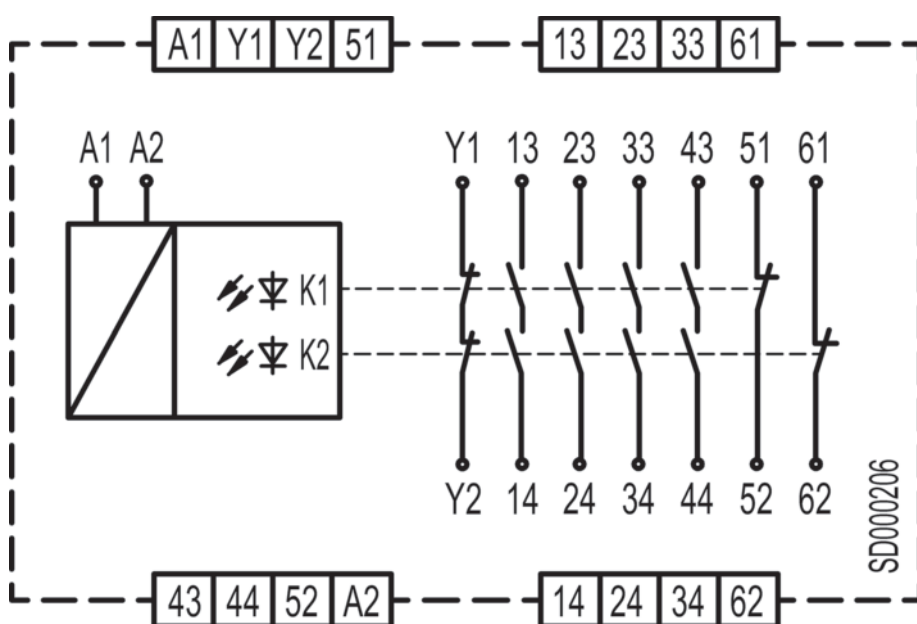 A1 Y1 Y2 51 13 23 33 61
A1 A2 Y1 13 23 33 43 51 61
K1
K2
Y2 14 24 34 44 52 62
SD000206
43 44 52 A2 14 24 34 62